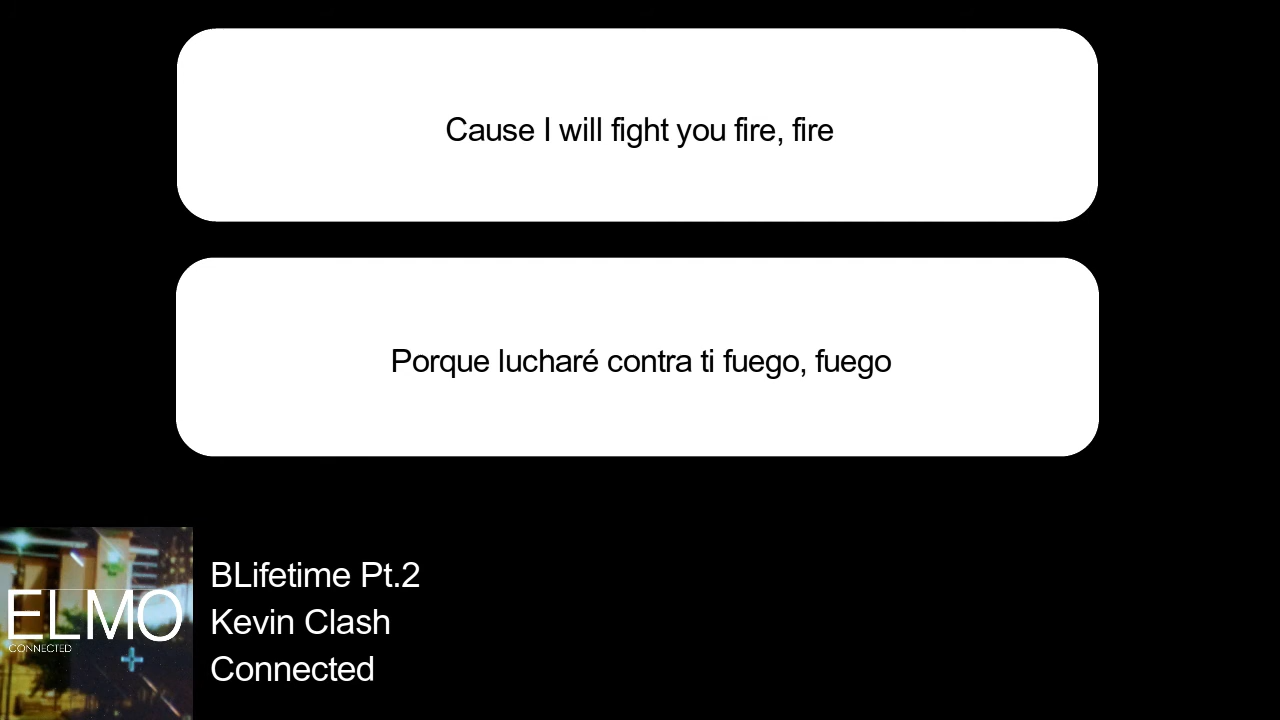 Cause I will fight you fire, fire
Porque lucharé contra ti fuego, fuego
ELMO
CONNECTED
BLifetime Pt.2
Kevin Clash
Connected